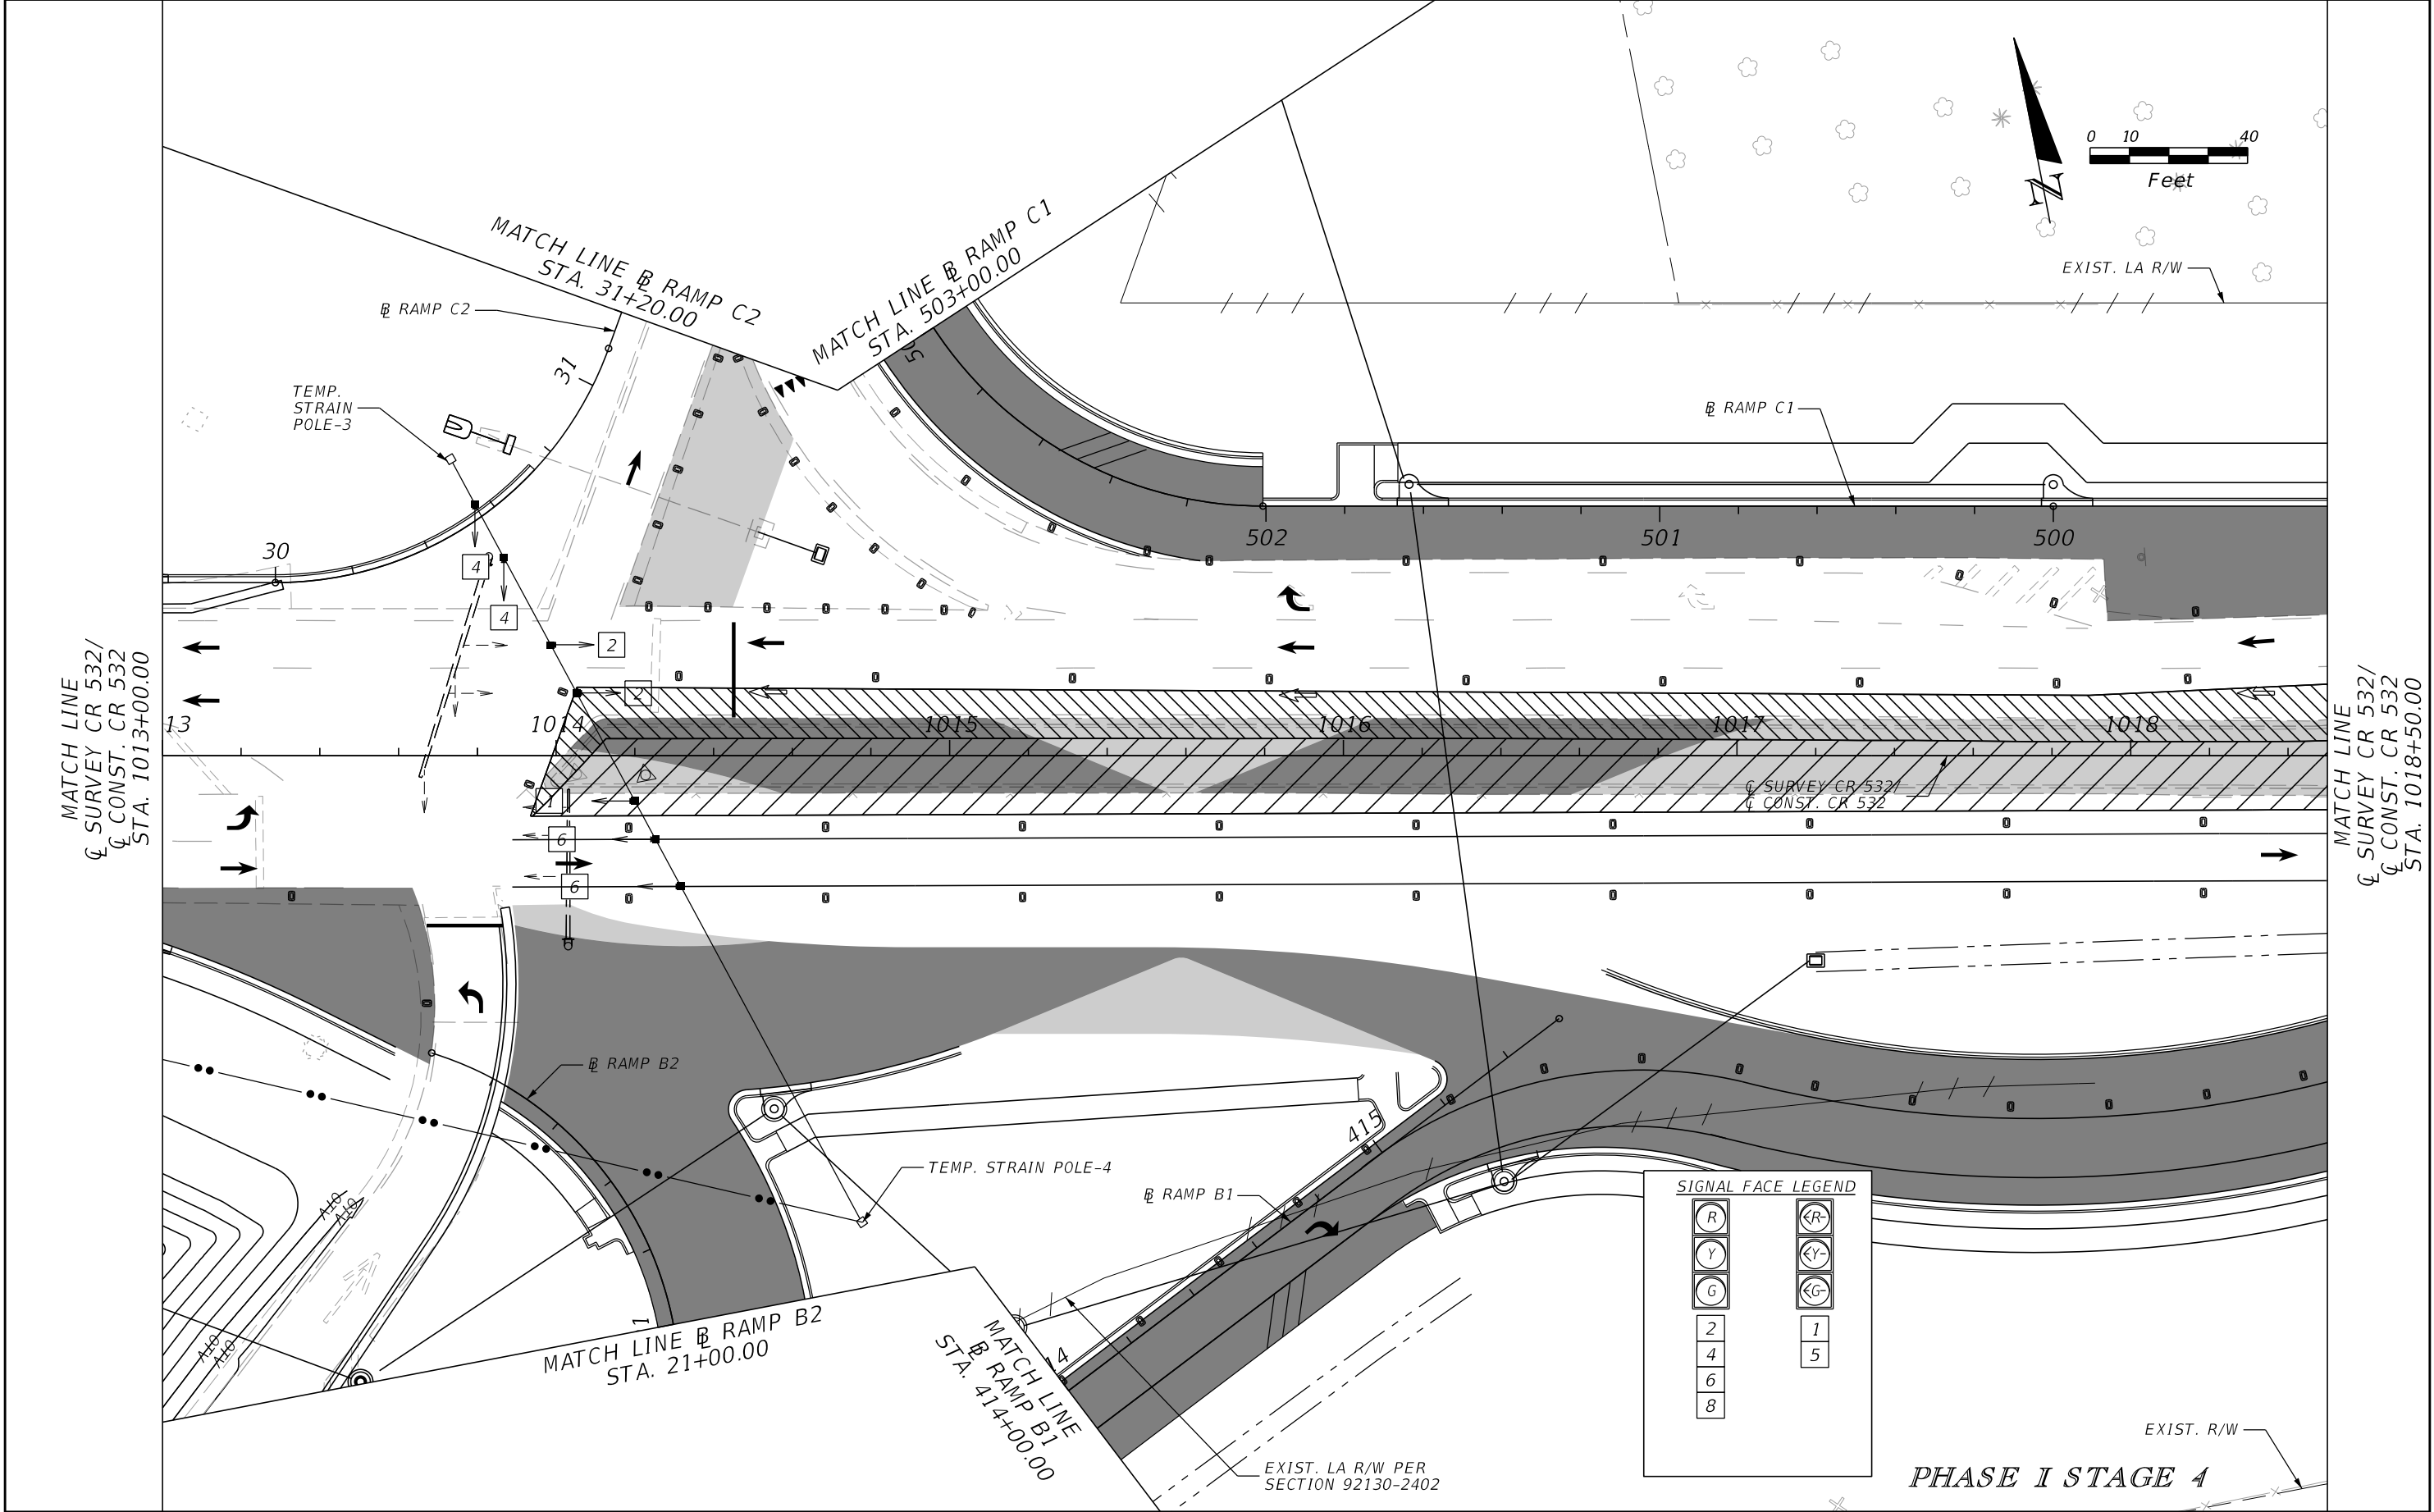 MATCH LINE ℄ RAMP C2
STA. 31+20.00
MATCH LINE ⅊ RAMP C1
STA. 503+00.00
0 10 40
Feet
N
EXIST. LA R/W
⅊ RAMP C2
31
TEMP.
STRAIN
POLE-3
⅊ RAMP C1
30
502
501
500
4
4
2
2
MATCH LINE
℄ SURVEY CR 532/
℄ CONST. CR 532
STA. 1013+00.00
13
1014
1015
1016
1017
1018
MATCH LINE
℄ SURVEY CR 532/
℄ CONST. CR 532
STA. 1018+50.00
℄ SURVEY CR 532/
℄ CONST. CR 532
1
6
6
⅊ RAMP B2
415
TEMP. STRAIN POLE-4
⅊ RAMP B1
SIGNAL FACE LEGEND
R R
Y Y
G G
2 1
4 5
6
8
A10
A10
A10
A10
1
MATCH LINE ⅊ RAMP B2
STA. 21+00.00
14
MATCH LINE
⅊ RAMP B1
STA. 414+00.00
EXIST. LA R/W PER
SECTION 92130-2402
EXIST. R/W
PHASE I STAGE 4